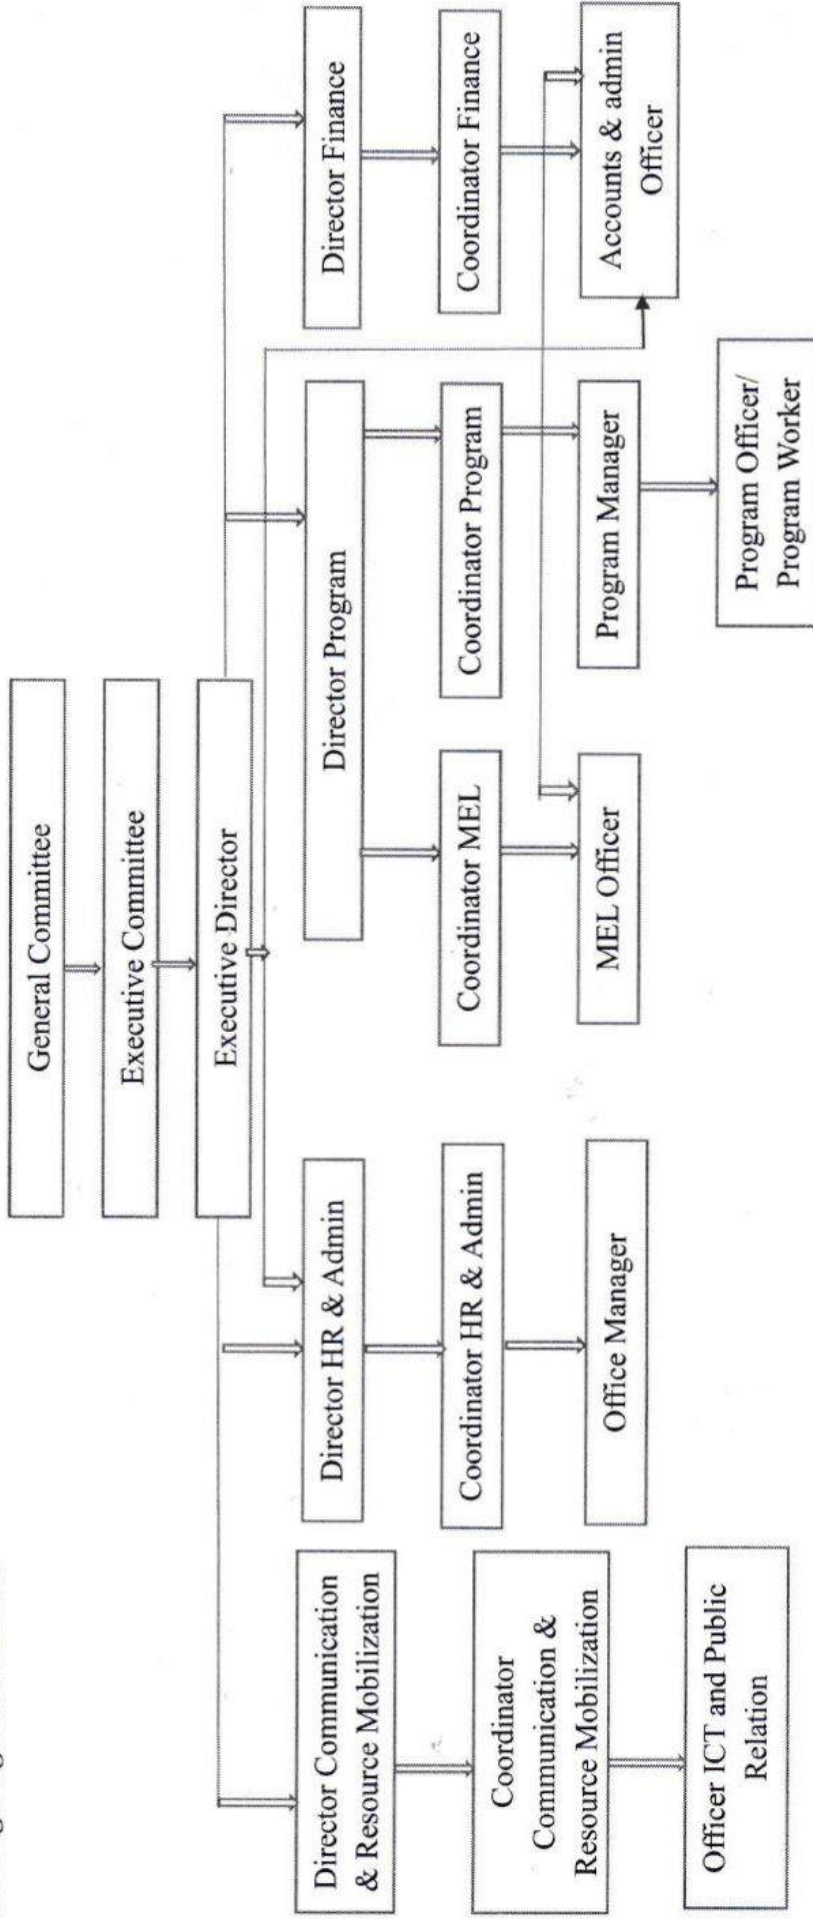 General Committee
Executive Committee
Executive Director
Director Communication
& Resource Mobilization
Director HR & Admin
Director Program
Director Finance
Coordinator
Communication &
Resource Mobilization
Coordinator HR & Admin
Coordinator MEL
Coordinator Program
Coordinator Finance
Officer ICT and Public
Relation
Office Manager
MEL Officer
Program Manager
Accounts & admin
Officer
Program Officer/
Program Worker